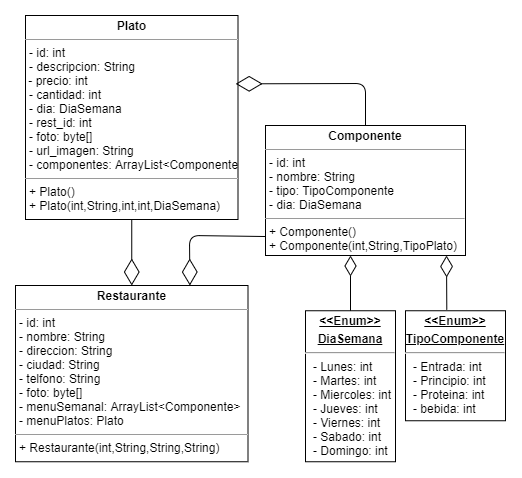 Plato
- id: int
- descripcion: String
- precio: int
- cantidad: int
- dia: DiaSemana
- rest_id: int
- foto: byte[]
- url_imagen: String
- componentes: ArrayList<Componente
+ Plato()
+ Plato(int,String,int,int,DiaSemana)
Componente
- id: int
- nombre: String
- tipo: TipoComponente
- dia: DiaSemana
+ Componente()
+ Componente(int,String,TipoPlato)
Restaurante
- id: int
- nombre: String
- direccion: String
- ciudad: String
- telfono: String
- foto: byte[]
- menuSemanal: ArrayList<Componente>
- menuPlatos: Plato
+ Restaurante(int,String,String,String)
<<Enum>>
DiaSemana
- Lunes: int
- Martes: int
- Miercoles: int
- Jueves: int
- Viernes: int
- Sabado: int
- Domingo: int
<<Enum>>
TipoComponente
- Entrada: int
- Principio: int
- Proteina: int
- bebida: int